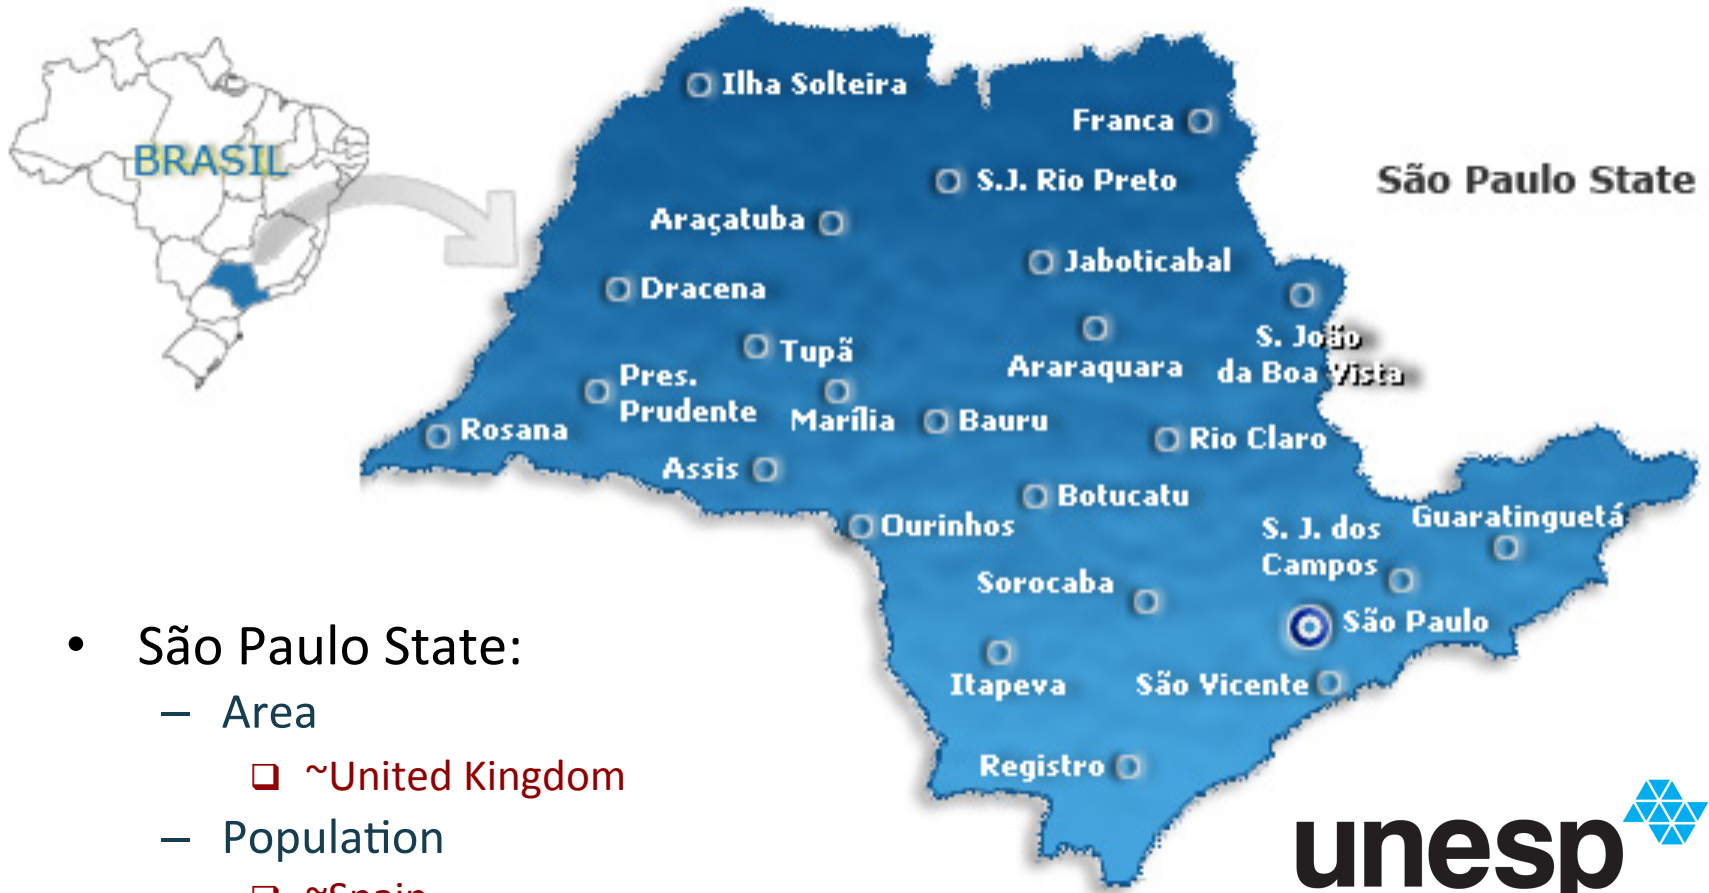 BRASIL
Ilha Solteira
Franca
São Paulo State
S.J. Rio Preto
Araçatuba
Jaboticabal
Dracena
S. João
da Boa Vista
Tupã
Araraquara
Pres.
Prudente
Marília
Bauru
Rosana
Rio Claro
Assis
Botucatu
Ourinhos
Guaratinguetá
S. J. dos
Campos
Sorocaba
São Paulo
Itapeva
São Vicente
Registro
• São Paulo State:
– Area
❑ ~United Kingdom
– Population
❑ ~Spain
unesp